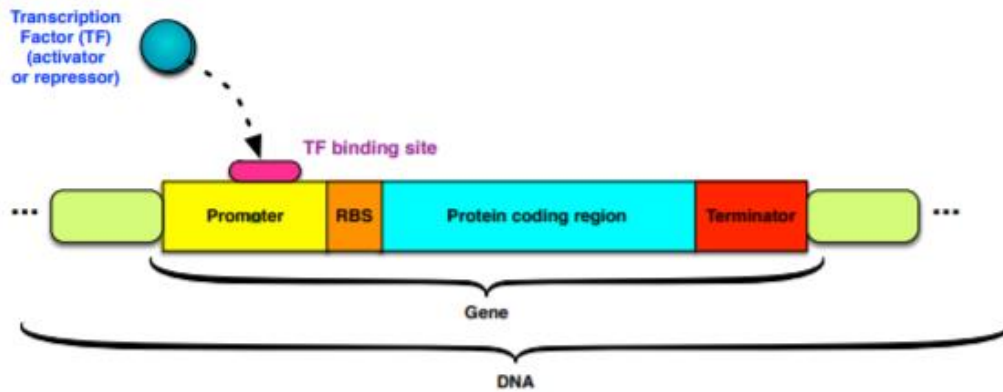 Transcription
Factor (TF)
(activator
or repressor)
TF binding site
... Promoter RBS Protein coding region Terminator ...
Gene
DNA